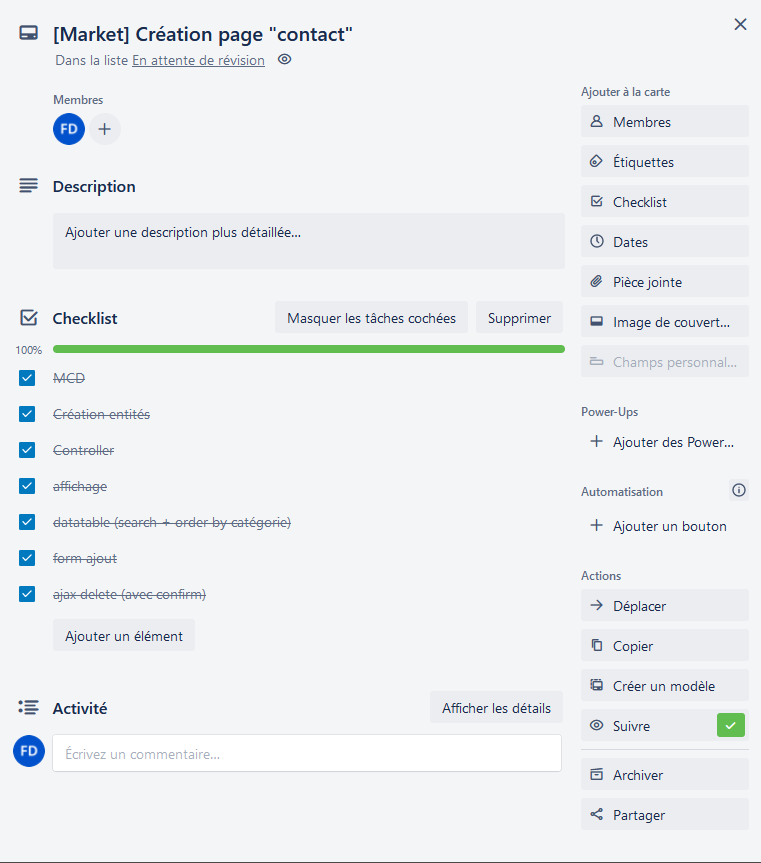 [Market] Création page "contact"
Dans la liste En attente de révision
Membres
FD
Description
Ajouter une description plus détaillée…
Checklist
Masquer les tâches cochées
Supprimer
100%
MCD
Création entités
Controller
affichage
datatable (search + order by catégorie)
form ajout
ajax delete (avec confirm)
Ajouter un élément
Activité
Afficher les détails
FD
Écrivez un commentaire…
Ajouter à la carte
Membres
Étiquettes
Checklist
Dates
Pièce jointe
Image de couvert...
Champs personnal...
Power-Ups
Ajouter des Power...
Automatisation
Ajouter un bouton
Actions
Déplacer
Copier
Créer un modèle
Suivre
Archiver
Partager